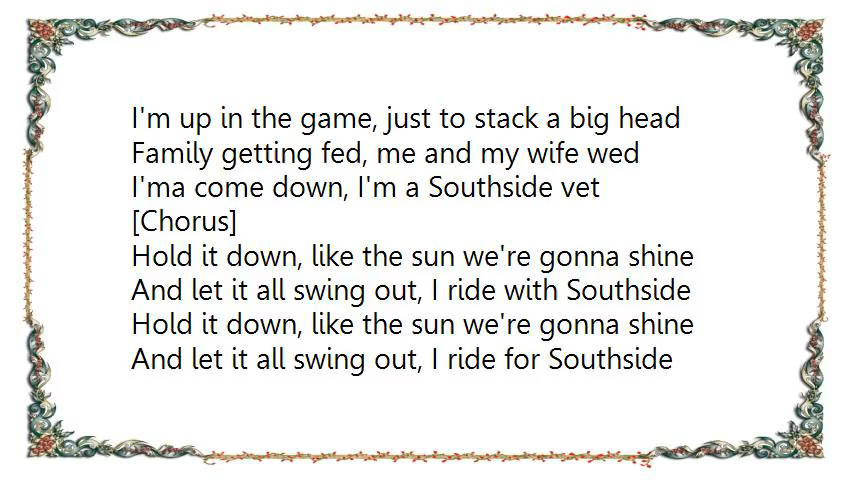 I'm up in the game, just to stack a big head
Family getting fed, me and my wife wed
I'ma come down, I'm a Southside vet
[Chorus]
Hold it down, like the sun we're gonna shine
And let it all swing out, I ride with Southside
Hold it down, like the sun we're gonna shine
And let it all swing out, I ride for Southside